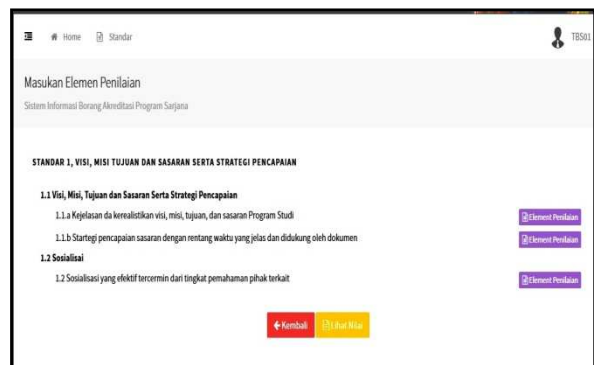 Home Standar TBS01
Masukan Elemen Penilaian
Sistem Informasi Borang Akreditasi Program Sarjana
STANDAR 1, VISI, MISI TUJUAN DAN SASARAN SERTA STRATEGI PENCAPAIAN
1.1 Visi, Misi, Tujuan dan Sasaran Serta Strategi Pencapaian
1.1.a Kejelasan da kerealistikan visi, misi, tujuan, dan sasaran Program Studi Element Penilaian
1.1.b Startegi pencapaian sasaran dengan rentang waktu yang jelas dan didukung oleh dokumen Element Penilaian
1.2 Sosialisai
1.2 Sosialisasi yang efektif tercermin dari tingkat pemahaman pihak terkait Element Penilaian
Kembali Lihat Nilai